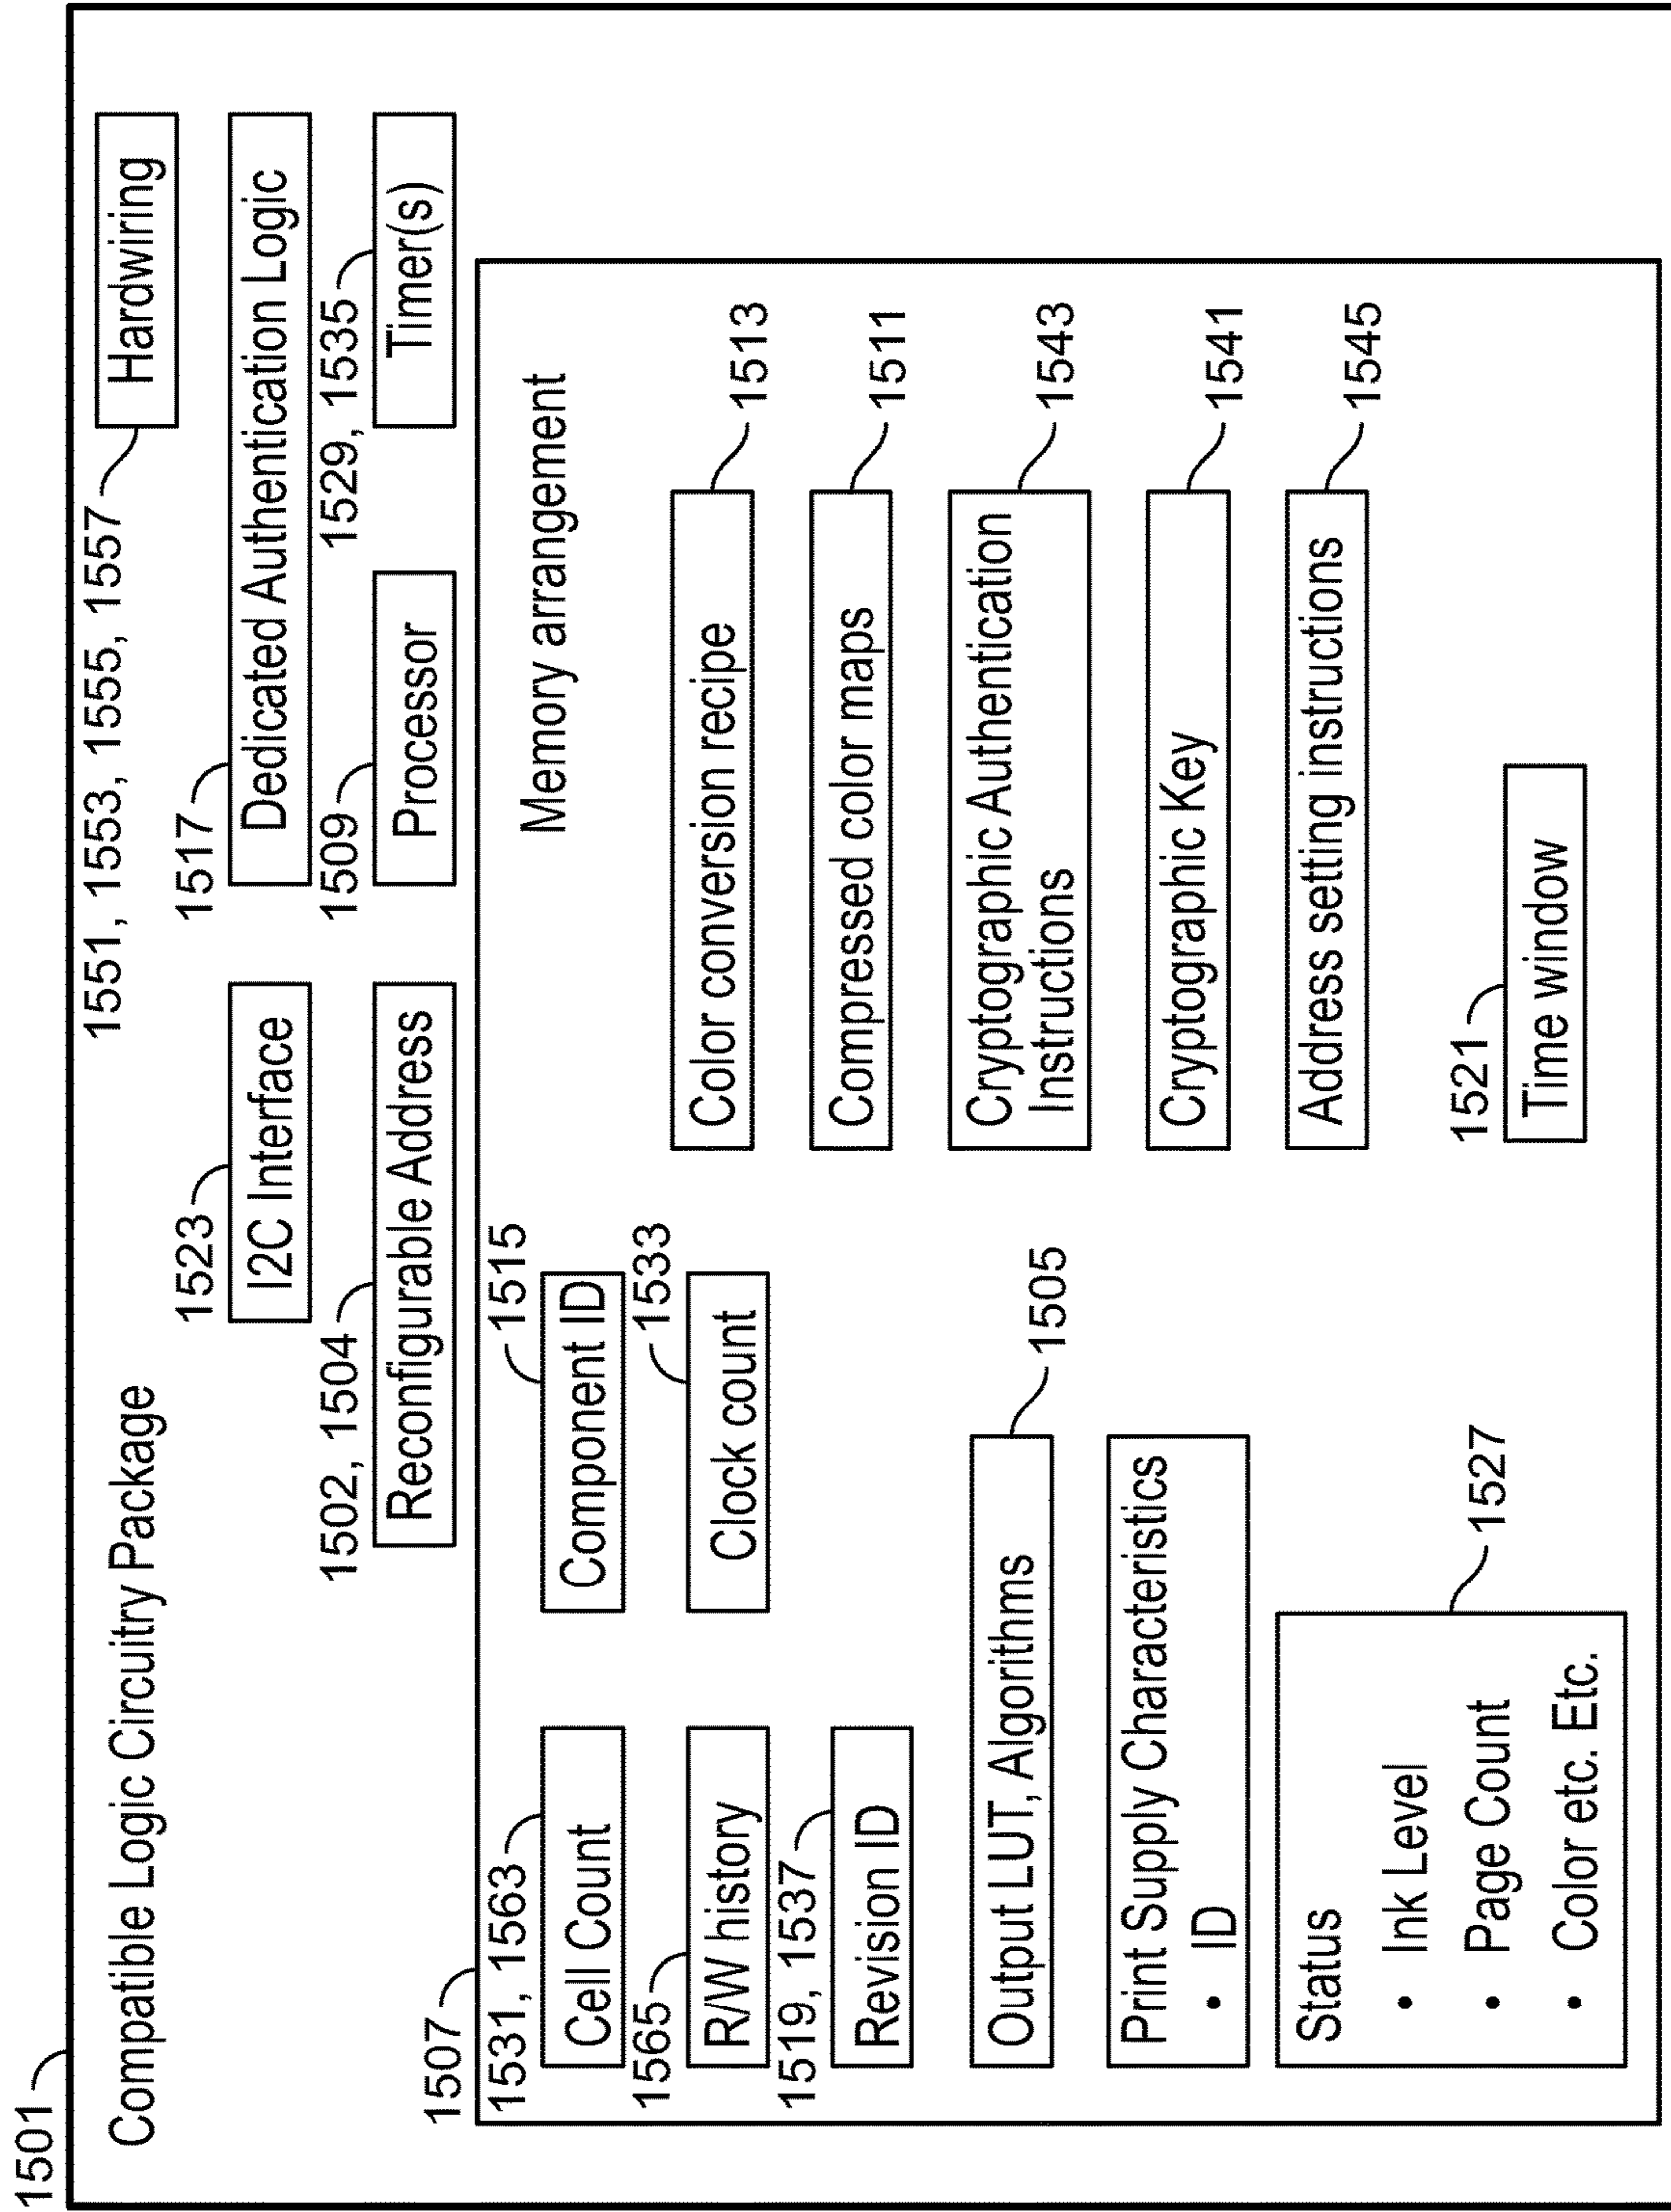 1501
Compatible Logic Circuitry Package
1551, 1553, 1555, 1557
Hardwiring
1523
I2C Interface
1517
Dedicated Authentication Logic
1502, 1504
Reconfigurable Address
1509
Processor
1529, 1535
Timer(s)
1507
Memory arrangement
1531, 1563
Cell Count
1515
Component ID
1565
R/W history
1533
Clock count
1519, 1537
Revision ID
Output LUT, Algorithms
1505
Print Supply Characteristics
• ID
Status
• Ink Level
• Page Count
• Color etc. Etc.
1527
Color conversion recipe
1513
Compressed color maps
1511
Cryptographic Authentication
Instructions
1543
Cryptographic Key
1541
Address setting instructions
1545
1521
Time window